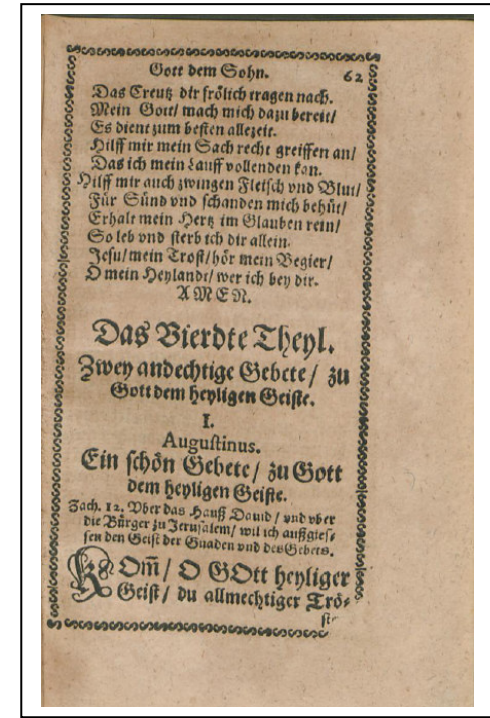 Gott dem Sohn. 62
Das Creutz dir frölich tragen nach.
Mein Gott/ mach mich dazu bereit/
Es dient zum besten allezeit.
Hilff mir mein Sach recht greiffen an/
Das ich mein Lauff vollenden kan.
Hilff mir auch zwingen Fleisch vnd Blut/
Für Sünd vnd schanden mich behüt/
Erhalt mein Hertz im Glauben rein/
So leb vnd sterb ich dir allein.
Jesu/ mein Trost/ hör mein Begier/
O mein Heylandt/ wer ich bey dir.
AMEN.
Das Vierdte Theyl.
Zwey andechtige Gebete/ zu
Gott dem heyligen Geiste.
I.
Augustinus.
Ein schön Gebete/ zu Gott
dem heyligen Geiste.
Zach. 12. Vber das Hauß Dauid/ vnd vber
die Bürger zu Jerusalem/ wil ich außgies-
sen den Geist der Gnaden vnd des Gebets.
KOm̃/ O GOtt heyliger
Geist/ du allmechtiger Trö-